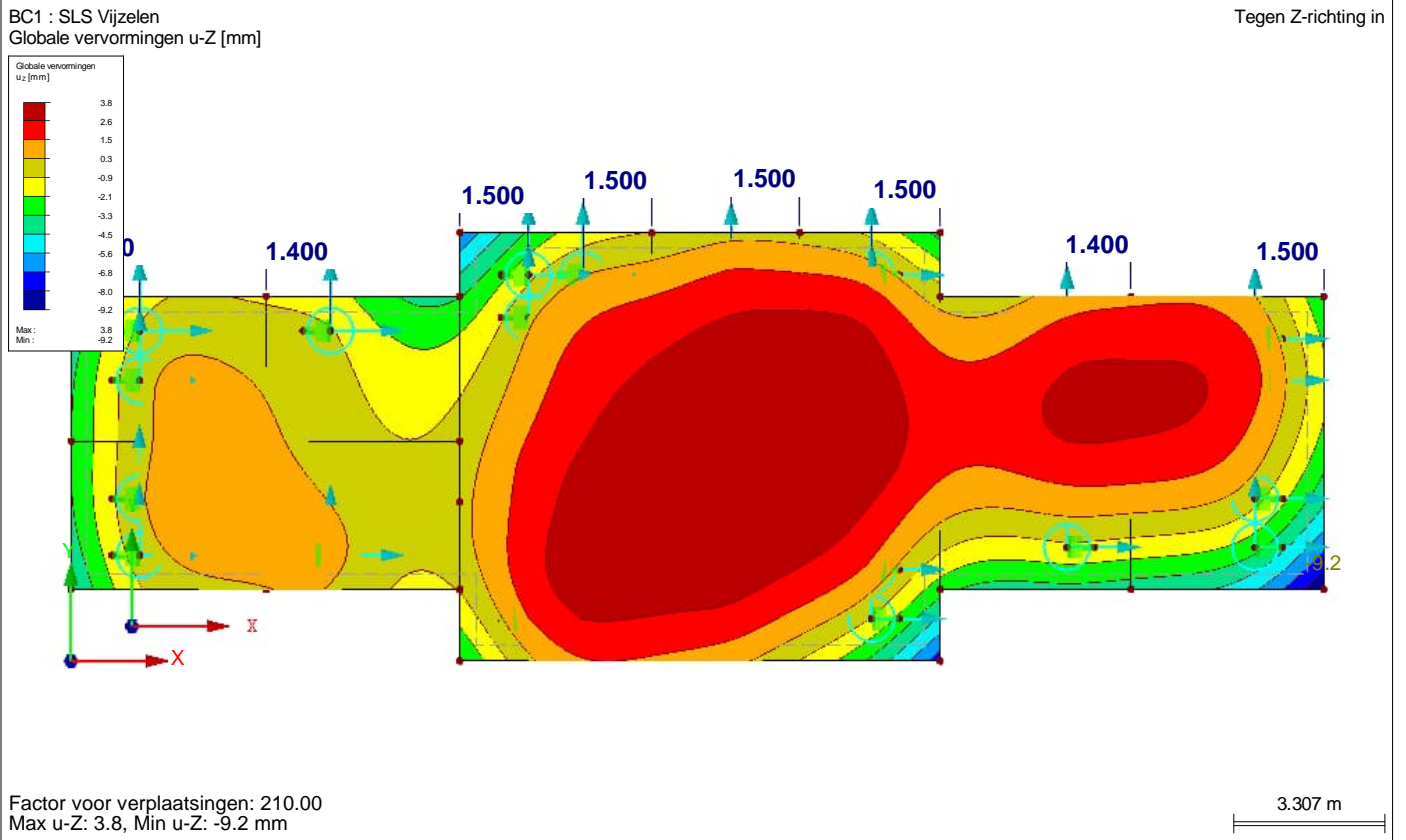 BC1 : SLS Vijzelen
Globale vervormingen u-Z [mm]
Tegen Z-richting in
Globale vervormingen
uz [mm]
3.8
2.6
1.5
0.3
-0.9
-2.1
-3.3
-4.5
-5.6
-6.8
-8.0
-9.2
Max : 3.8
Min : -9.2
1.500
1.500
1.500
1.500
0
1.400
1.400
1.500
-9.2
Y
X
X
Factor voor verplaatsingen: 210.00
Max u-Z: 3.8, Min u-Z: -9.2 mm
3.307 m